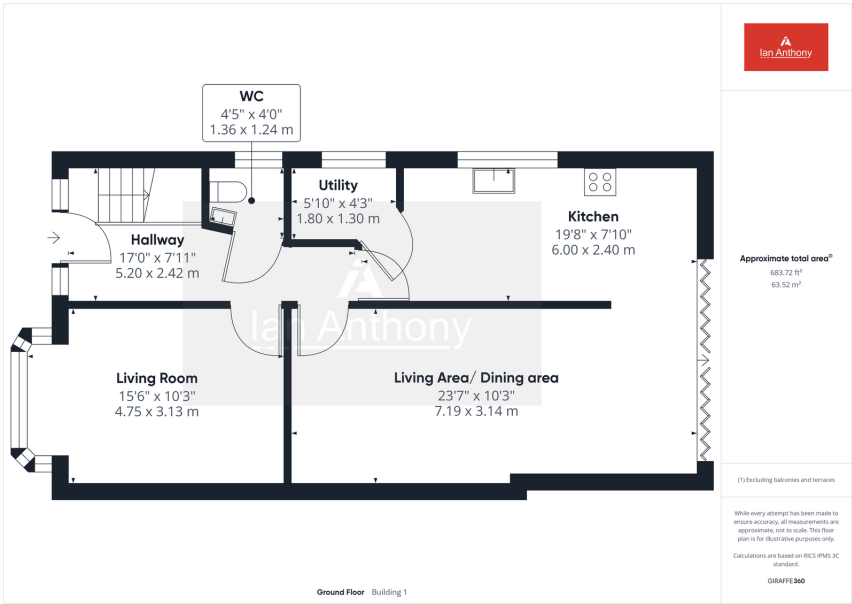 Ian Anthony
WC
4'5" x 4'0"
1.36 x 1.24 m
Utility
5'10" x 4'3"
1.80 x 1.30 m
Kitchen
19'8" x 7'10"
6.00 x 2.40 m
Hallway
17'0" x 7'11"
5.20 x 2.42 m
Ian Anthony
Living Room
15'6" x 10'3"
4.75 x 3.13 m
Living Area/ Dining area
23'7" x 10'3"
7.19 x 3.14 m
Ground Floor Building 1
Approximate total area⁽¹⁾
683.72 ft²
63.52 m²
(1) Excluding balconies and terraces
While every attempt has been made to
ensure accuracy, all measurements are
approximate, not to scale. This floor
plan is for illustrative purposes only.
Calculations are based on RICS IPMS 3C
standard.
GIRAFFE360